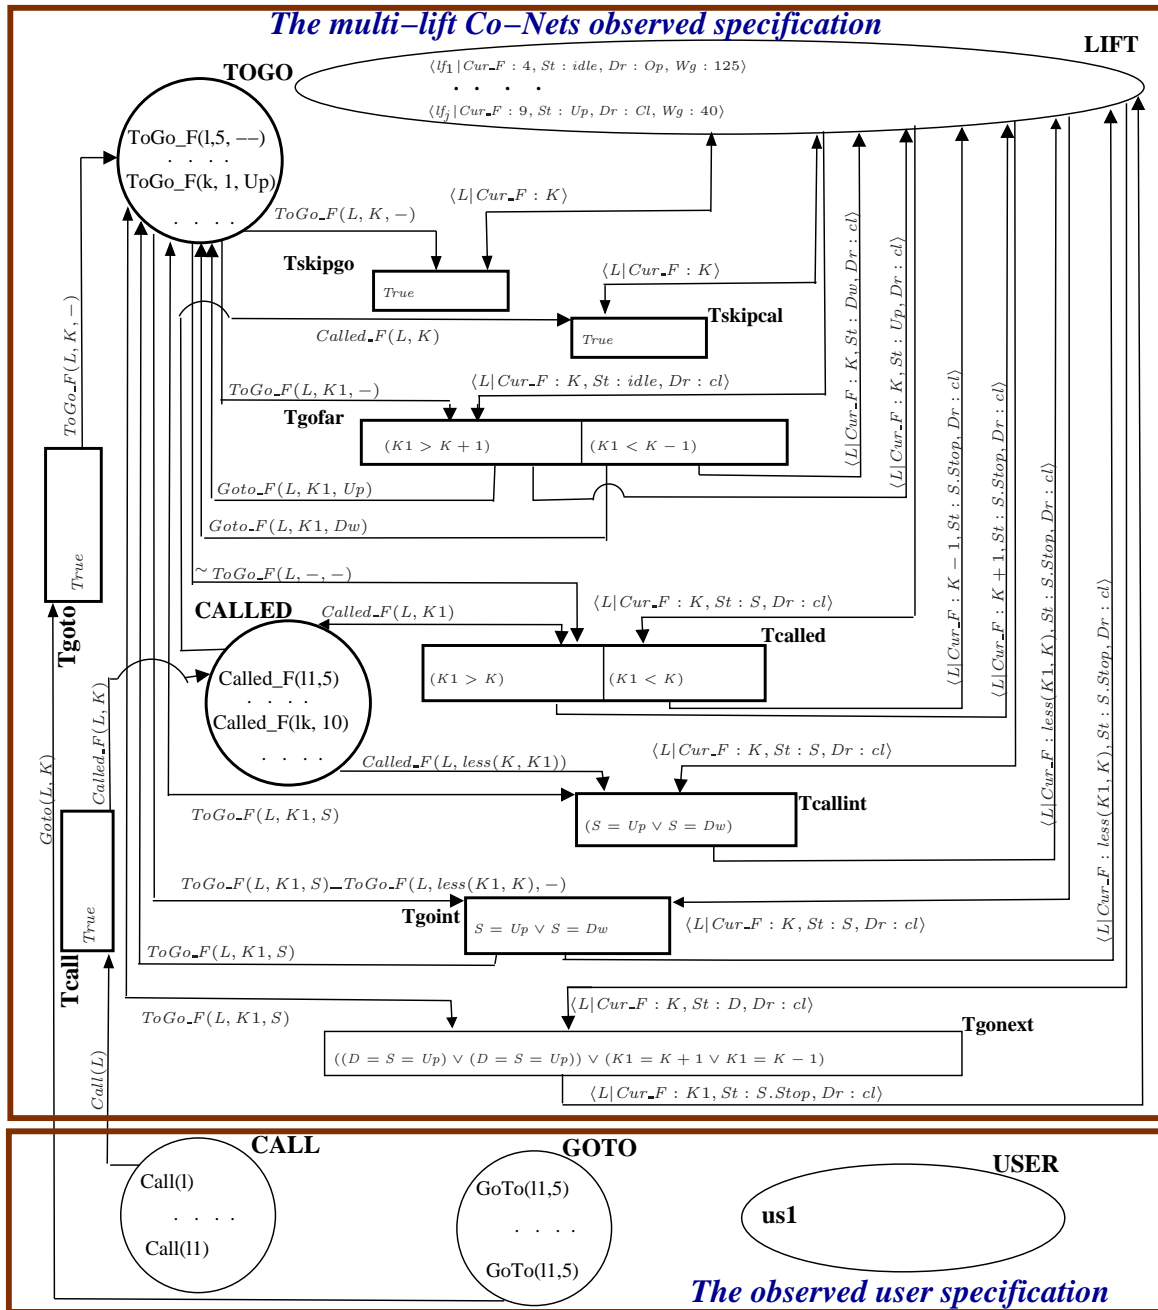 The multi−lift Co−Nets observed specification
LIFT
TOGO
⟨lf1|Cur_F : 4, St : idle, Dr : Op, Wg : 125⟩
. . . .
⟨lfj|Cur_F : 9, St : Up, Dr : Cl, Wg : 40⟩
ToGo_F(l,5, −−)
. . . .
ToGo_F(k, 1, Up)
. . . .
ToGo_F(L, K, −)
⟨L|Cur_F : K⟩
Tskipgo
True
⟨L|Cur_F : K⟩
Tskipcal
True
Called_F(L, K)
ToGo_F(L, K, −)
ToGo_F(L, K1, −)
⟨L|Cur_F : K, St : idle, Dr : cl⟩
Tgofar
(K1 > K + 1)
(K1 < K − 1)
⟨L|Cur_F : K, St : Dw, Dr : cl⟩
⟨L|Cur_F : K, St : Up, Dr : cl⟩
Goto_F(L, K1, Up)
Goto_F(L, K1, Dw)
⟨L|Cur_F : K − 1, St : S.Stop, Dr : cl⟩
⟨L|Cur_F : K + 1, St : S.Stop, Dr : cl⟩
⟨L|Cur_F : less(K1, K), St : S.Stop, Dr : cl⟩
⟨L|Cur_F : less(K1, K), St : S.Stop, Dr : cl⟩
True
Tgoto
∼ ToGo_F(L, −, −)
CALLED
Called_F(L, K1)
⟨L|Cur_F : K, St : S, Dr : cl⟩
Tcalled
(K1 > K)
(K1 < K)
Called_F(l1,5)
. . . .
Called_F(lk, 10)
. . . .
Called_F(L, K)
Goto(L, K)
Called_F(L, less(K, K1))
⟨L|Cur_F : K, St : S, Dr : cl⟩
Tcallint
ToGo_F(L, K1, S)
(S = Up ∨ S = Dw)
ToGo_F(L, K1, S)−ToGo_F(L, less(K1, K), −)
Tgoint
S = Up ∨ S = Dw
⟨L|Cur_F : K, St : S, Dr : cl⟩
True
Tcall
ToGo_F(L, K1, S)
⟨L|Cur_F : K, St : D, Dr : cl⟩
ToGo_F(L, K1, S)
Tgonext
((D = S = Up) ∨ (D = S = Up)) ∨ (K1 = K + 1 ∨ K1 = K − 1)
⟨L|Cur_F : K1, St : S.Stop, Dr : cl⟩
Call(L)
CALL
GOTO
USER
Call(l)
. . . .
Call(l1)
GoTo(l1,5)
. . . .
GoTo(l1,5)
us1
The observed user specification